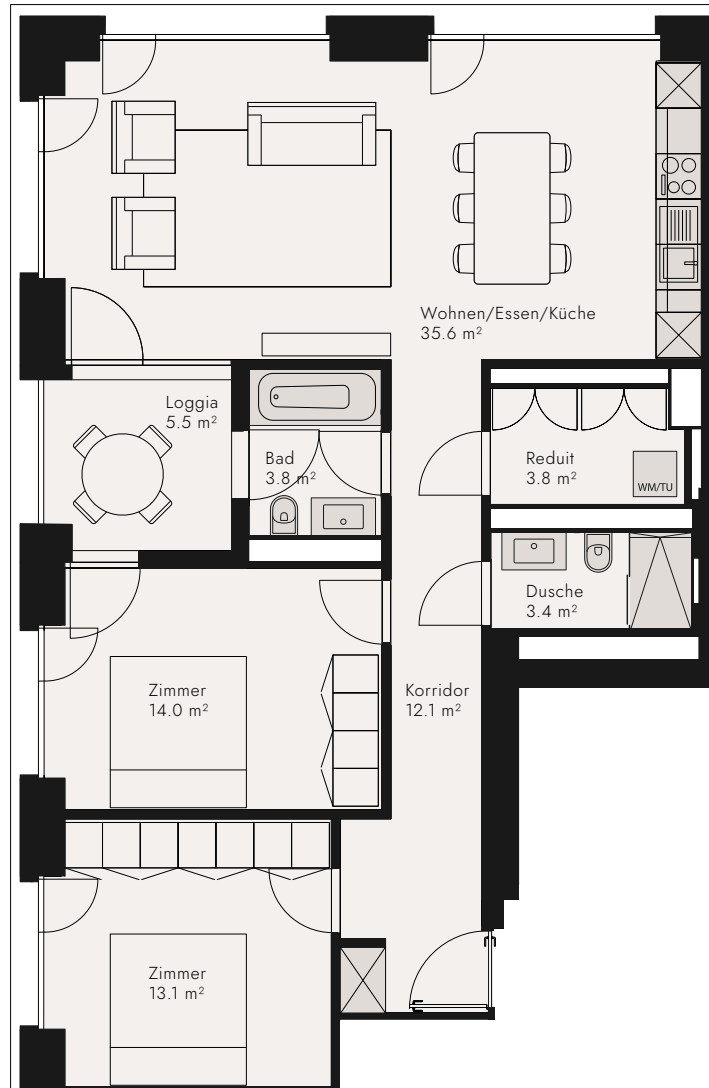 Wohnen/Essen/Küche
35.6 m²
Loggia
5.5 m²
Bad
3.8 m²
Reduit
3.8 m²
WM/TU
Dusche
3.4 m²
Zimmer
14.0 m²
Korridor
12.1 m²
Zimmer
13.1 m²